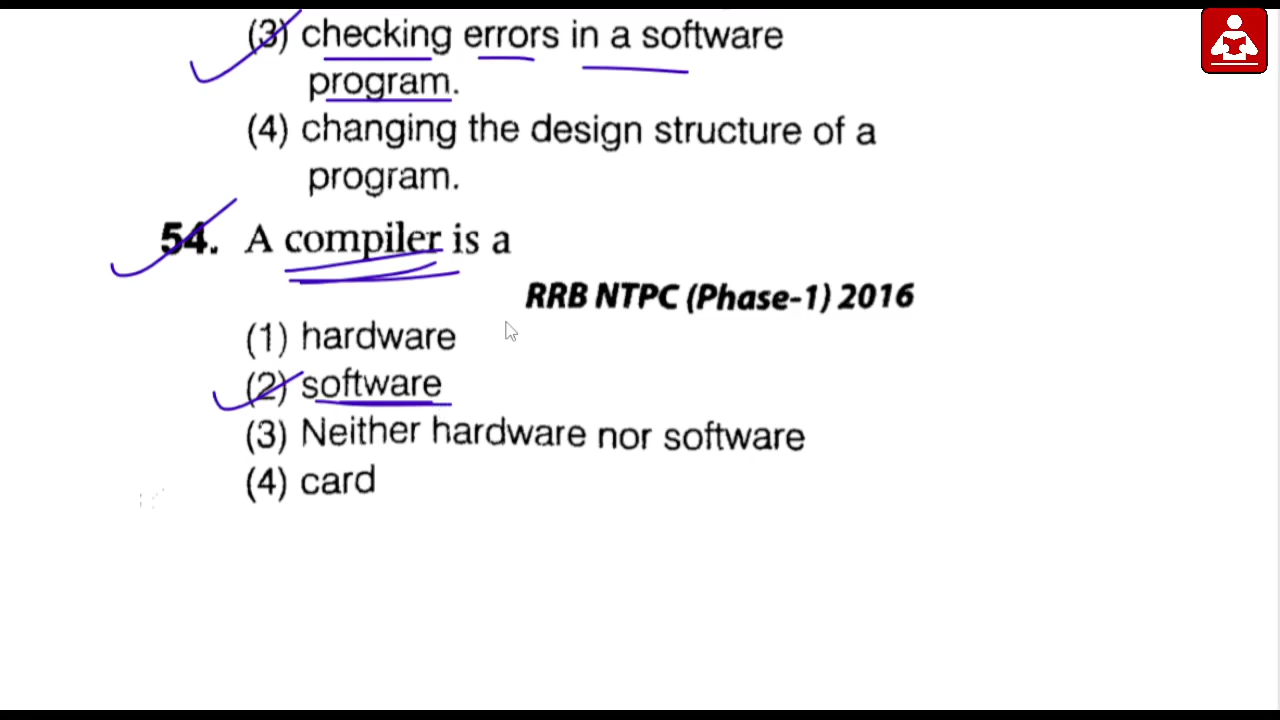 (3) checking errors in a software
program.
(4) changing the design structure of a
program.
54. A compiler is a
RRB NTPC (Phase-1) 2016
(1) hardware
(2) software
(3) Neither hardware nor software
(4) card